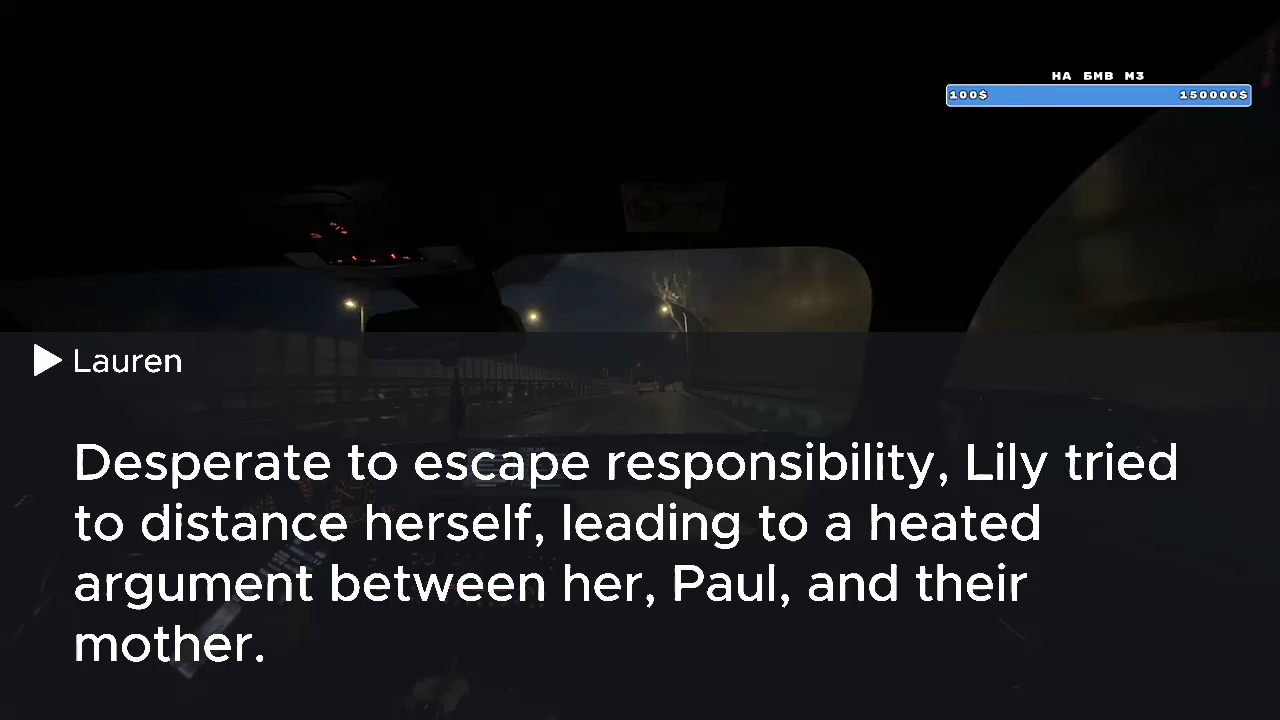 НА БМВ М3
100$ 150000$
Lauren
Desperate to escape responsibility, Lily tried
to distance herself, leading to a heated
argument between her, Paul, and their
mother.